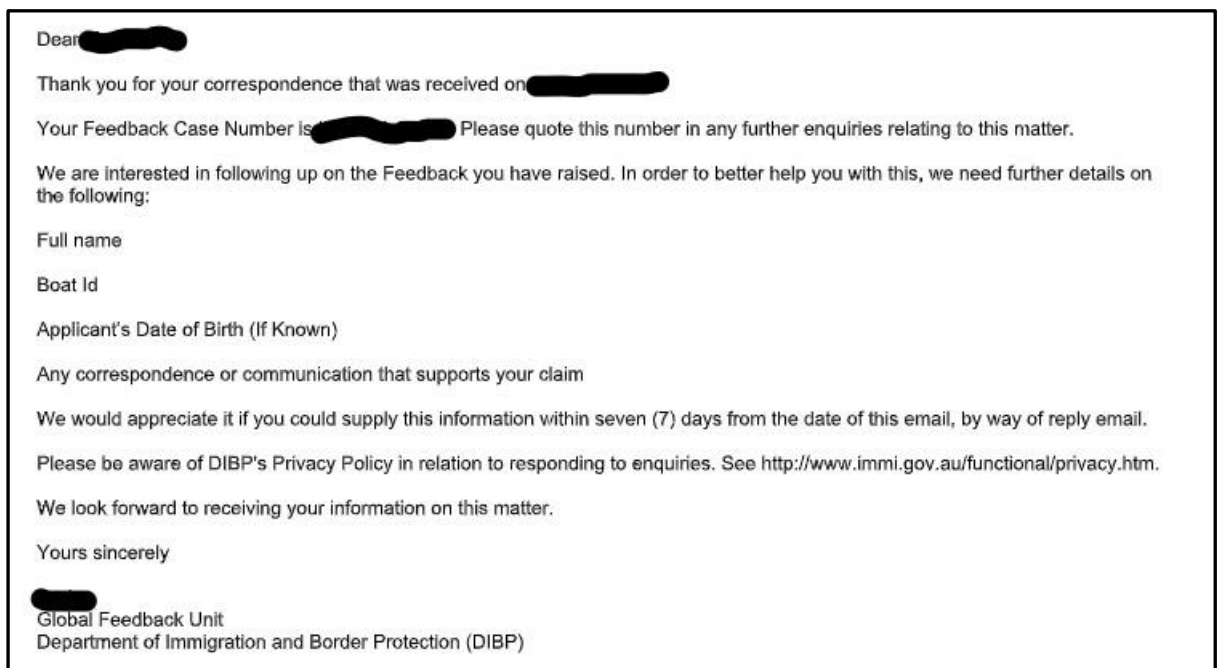 Dear
Thank you for your correspondence that was received on
Your Feedback Case Number is Please quote this number in any further enquiries relating to this matter.
We are interested in following up on the Feedback you have raised. In order to better help you with this, we need further details on
the following:
Full name
Boat Id
Applicant's Date of Birth (If Known)
Any correspondence or communication that supports your claim
We would appreciate it if you could supply this information within seven (7) days from the date of this email, by way of reply email.
Please be aware of DIBP's Privacy Policy in relation to responding to enquiries. See http://www.immi.gov.au/functional/privacy.htm.
We look forward to receiving your information on this matter.
Yours sincerely
Global Feedback Unit
Department of Immigration and Border Protection (DIBP)